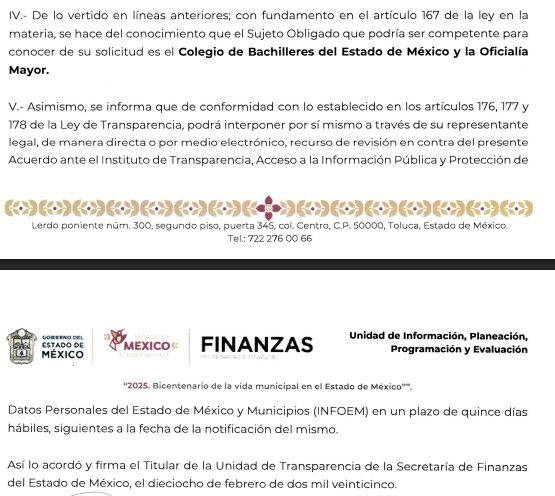 IV.- De lo vertido en líneas anteriores; con fundamento en el artículo 167 de la ley en la
materia, se hace del conocimiento que el Sujeto Obligado que podría ser competente para
conocer de su solicitud es el Colegio de Bachilleres del Estado de México y la Oficialía
Mayor.
V.- Asimismo, se informa que de conformidad con lo establecido en los artículos 176, 177 y
178 de la Ley de Transparencia, podrá interponer por sí mismo a través de su representante
legal, de manera directa o por medio electrónico, recurso de revisión en contra del presente
Acuerdo ante el Instituto de Transparencia, Acceso a la Información Pública y Protección de
Lerdo poniente núm. 300, segundo piso, puerta 345, col. Centro, C.P. 50000, Toluca, Estado de México.
Tel.: 722 276 00 66
GOBIERNO DEL
ESTADO DE
MÉXICO
MÉXICO
FINANZAS
SECRETARÍA DE FINANZAS
Unidad de Información, Planeación,
Programación y Evaluación
"2025. Bicentenario de la vida municipal en el Estado de México"".
Datos Personales del Estado de México y Municipios (INFOEM) en un plazo de quince días
hábiles, siguientes a la fecha de la notificación del mismo.
Así lo acordó y firma el Titular de la Unidad de Transparencia de la Secretaría de Finanzas
del Estado de México, el dieciocho de febrero de dos mil veinticinco.